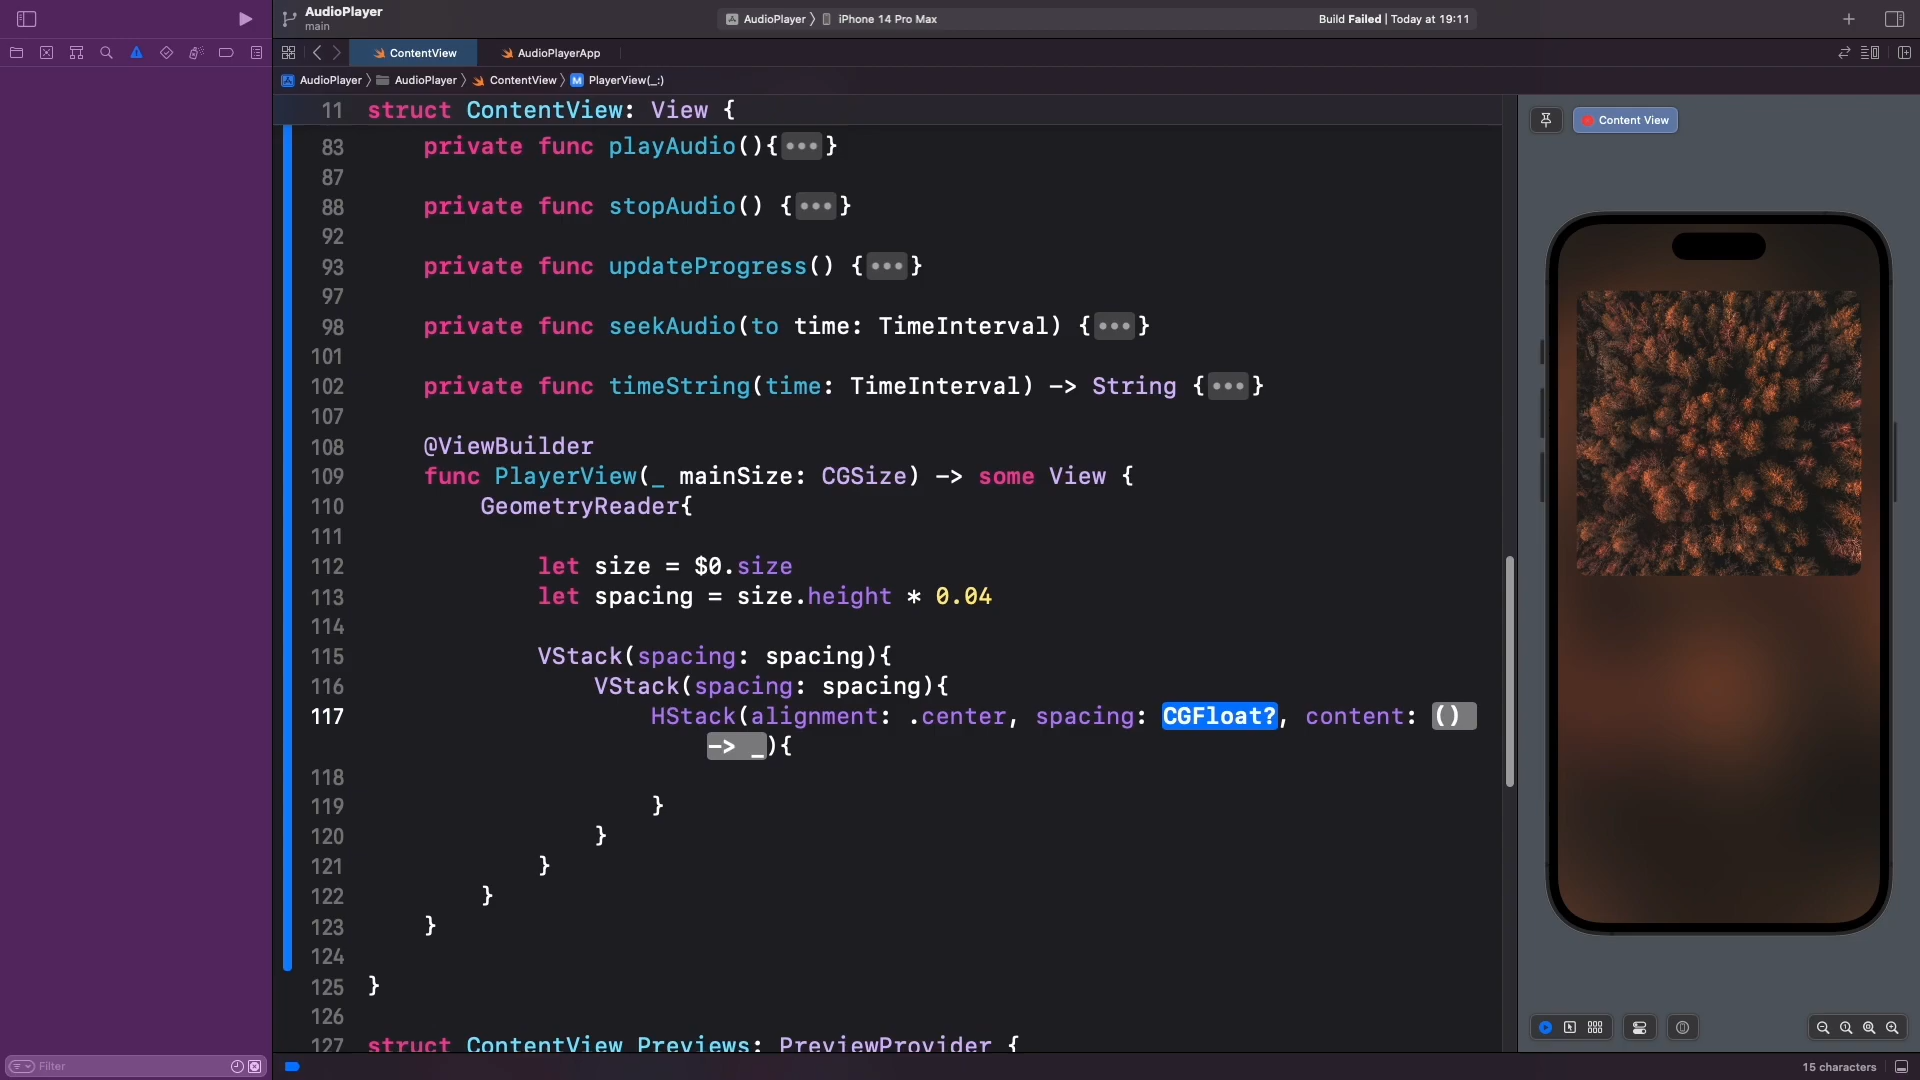 AudioPlayer
main
AudioPlayer
iPhone 14 Pro Max
Build Failed | Today at 19:11
ContentView
AudioPlayerApp
AudioPlayer
AudioPlayer
ContentView
M PlayerView(_:)
11 struct ContentView: View {
83 private func playAudio(){•••}
87
88 private func stopAudio() {•••}
92
93 private func updateProgress() {•••}
97
98 private func seekAudio(to time: TimeInterval) {•••}
101
102 private func timeString(time: TimeInterval) -> String {•••}
107
108 @ViewBuilder
109 func PlayerView(_ mainSize: CGSize) -> some View {
110 GeometryReader{
111
112 let size = $0.size
113 let spacing = size.height * 0.04
114
115 VStack(spacing: spacing){
116 VStack(spacing: spacing){
117 HStack(alignment: .center, spacing: CGFloat?, content: ()
-> _){
118
119 }
120 }
121 }
122 }
123 }
124
125 }
126
127 struct ContentView_Previews: PreviewProvider {
Content View
Filter
15 characters